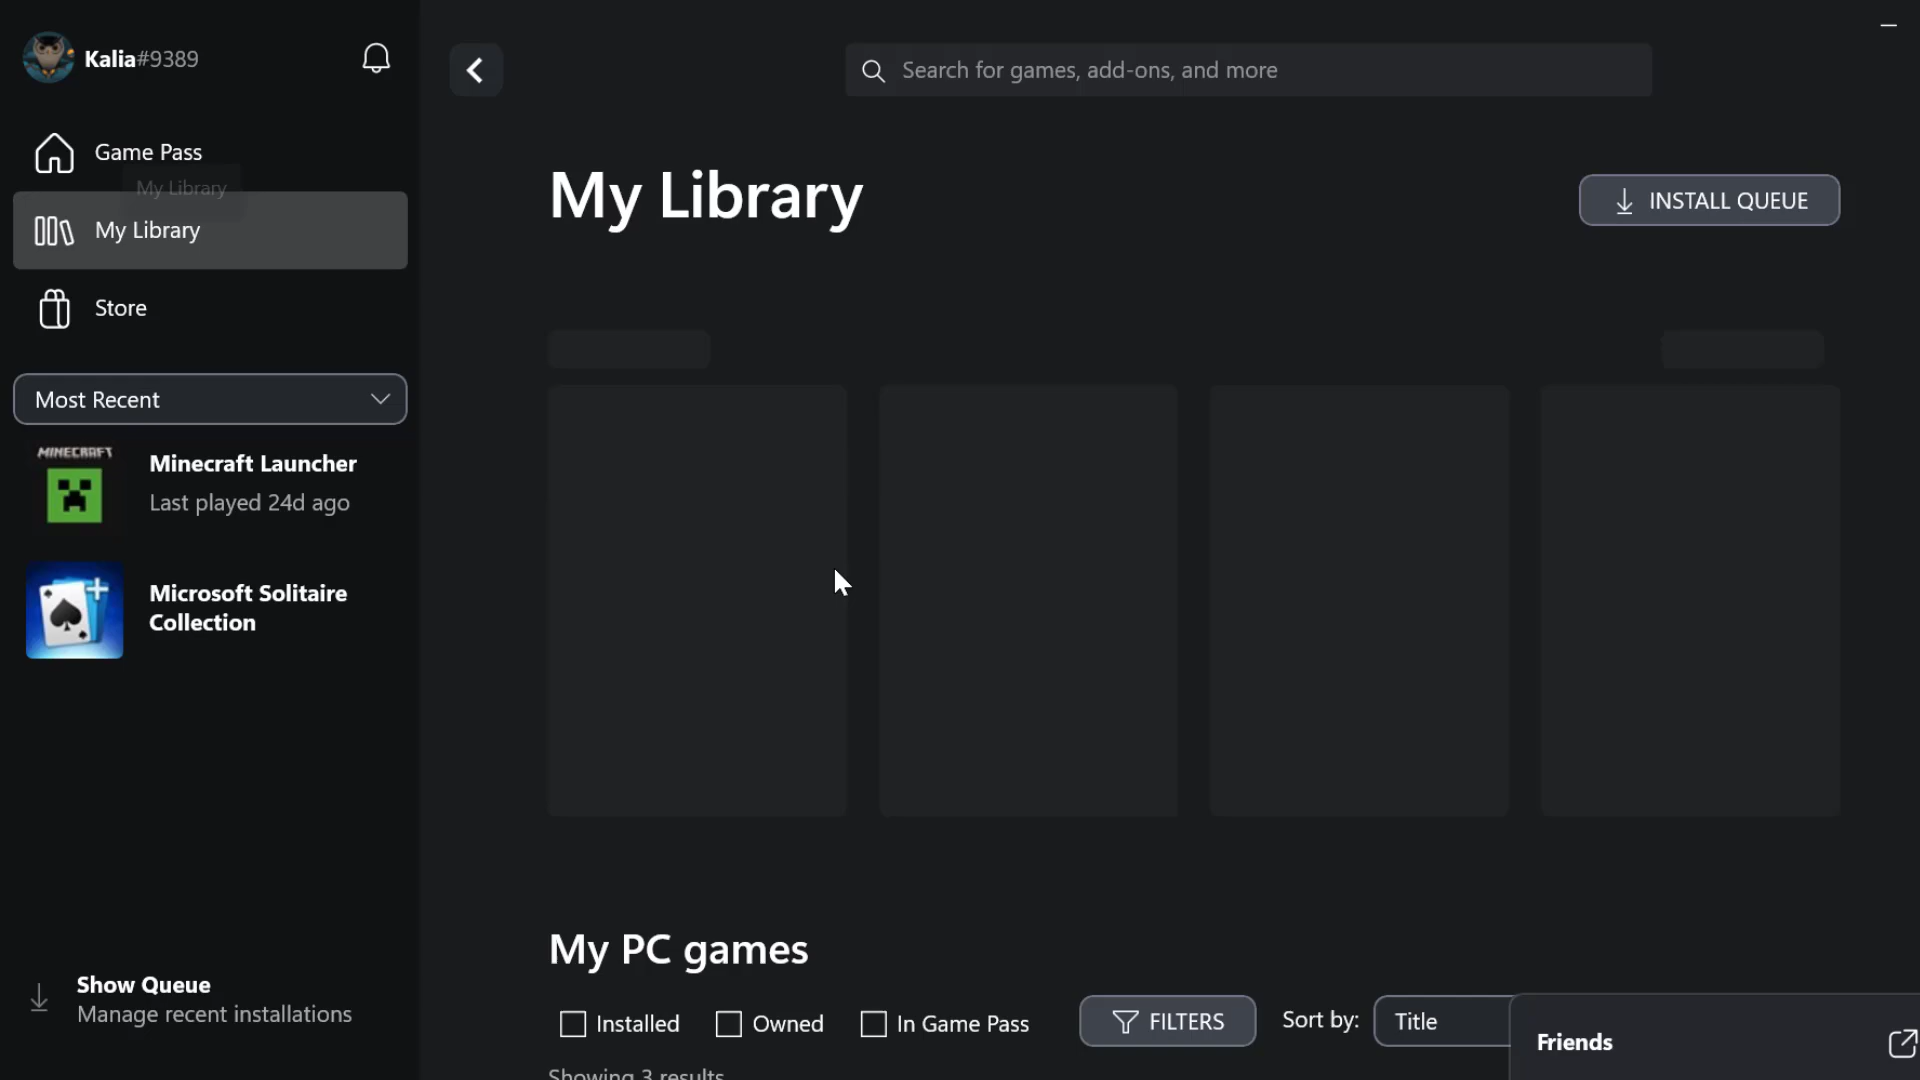 Kalia#9389
Search for games, add-ons, and more
Game Pass
My Library
My Library
Store
Most Recent
MINECRAFT
Minecraft Launcher
Last played 24d ago
Microsoft Solitaire
Collection
Show Queue
Manage recent installations
My Library
INSTALL QUEUE
My PC games
Installed
Owned
In Game Pass
FILTERS
Sort by:
Title
Friends
Showing 3 results